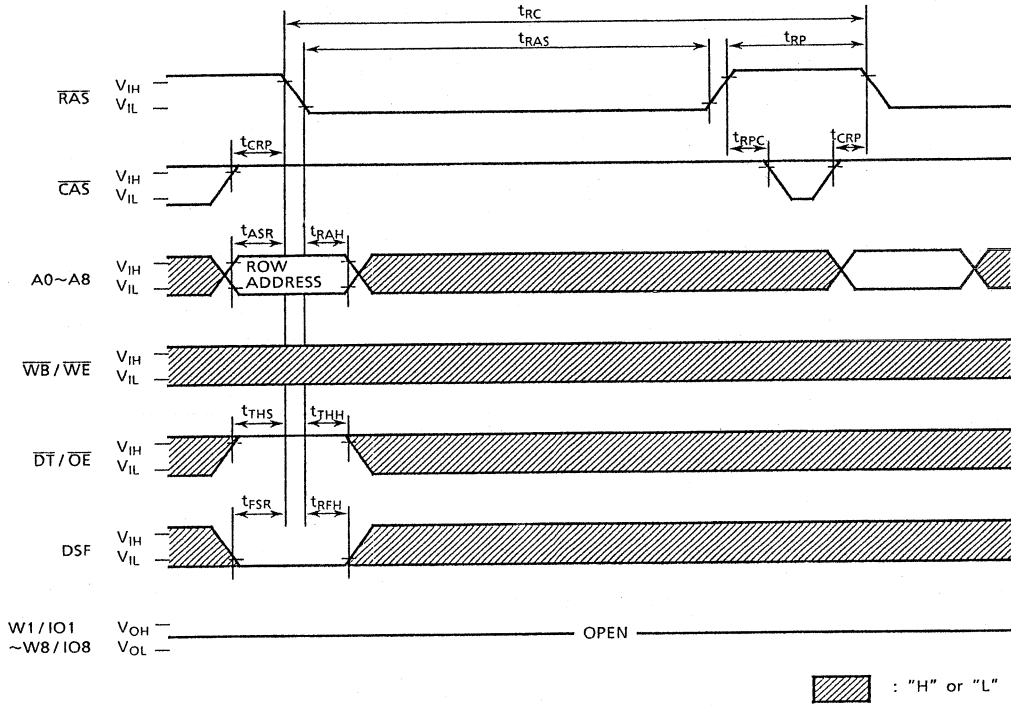 tRC
tRAS
tRP
RAS
VIH
VIL
tCRP
tRPC
tCRP
CAS
VIH
VIL
tASR
tRAH
A0~A8
VIH
VIL
ROW
ADDRESS
WB/WE
VIH
VIL
tTHS
tTHH
DT/OE
VIH
VIL
tFSR
tRFH
DSF
VIH
VIL
W1/IO1
~W8/IO8
VOH
VOL
OPEN
: "H" or "L"